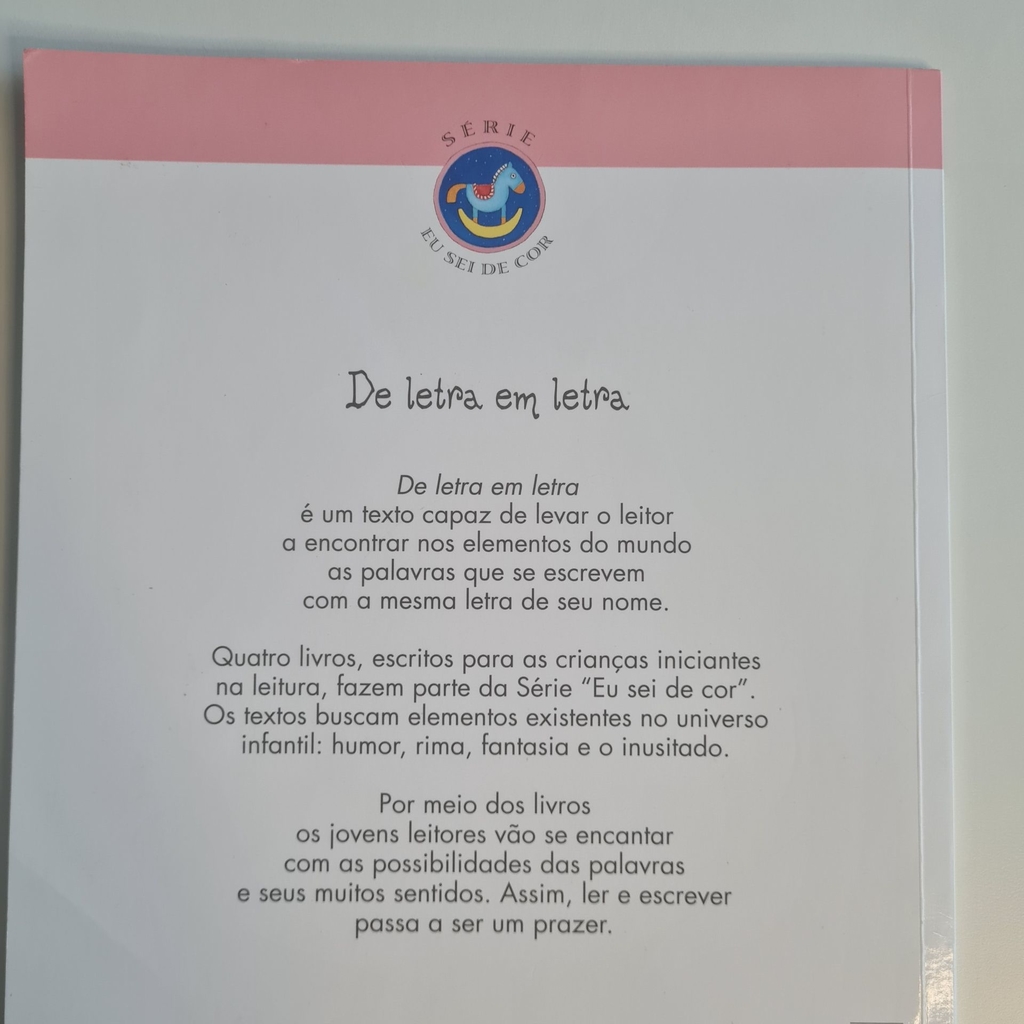 SÉRIE
EU SEI DE COR
De letra em letra
De letra em letra
é um texto capaz de levar o leitor
a encontrar nos elementos do mundo
as palavras que se escrevem
com a mesma letra de seu nome.
Quatro livros, escritos para as crianças iniciantes
na leitura, fazem parte da Série “Eu sei de cor”.
Os textos buscam elementos existentes no universo
infantil: humor, rima, fantasia e o inusitado.
Por meio dos livros
os jovens leitores vão se encantar
com as possibilidades das palavras
e seus muitos sentidos. Assim, ler e escrever
passa a ser um prazer.